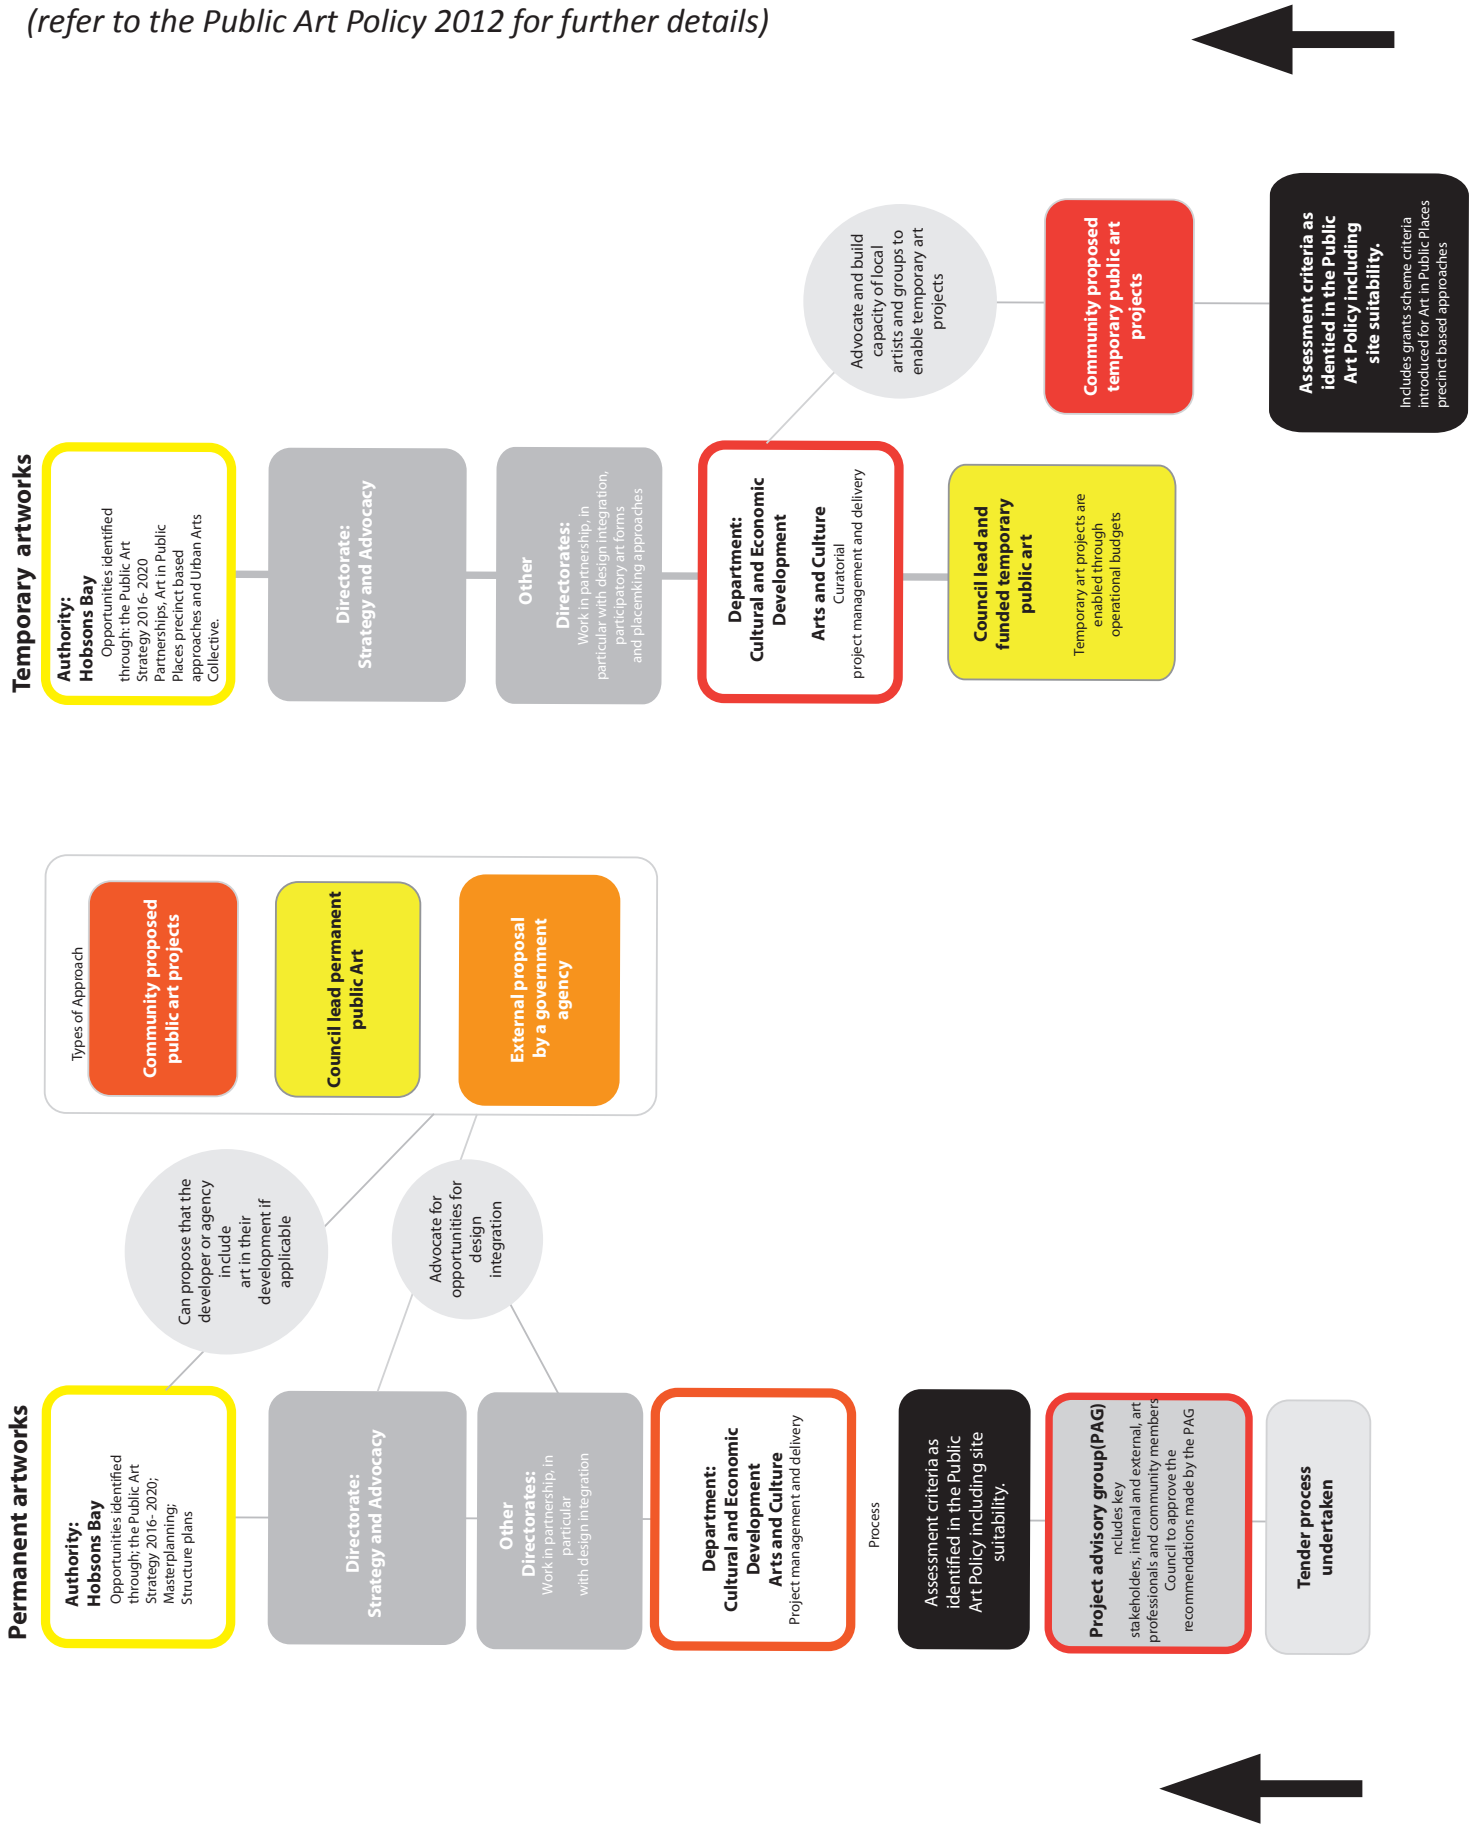 (refer to the Public Art Policy 2012 for further details)
Permanent artworks
Authority:
Hobsons Bay
Opportunities identified
through; the Public Art
Strategy 2016- 2020;
Masterplanning;
Structure plans
Directorate:
Strategy and Advocacy
Other
Directorates:
Work in partnership, in
particular
with design integration
Department:
Cultural and Economic
Development
Arts and Culture
Project management and delivery
Process
Assessment criteria as
identified in the Public
Art Policy including site
suitability.
Project advisory group(PAG)
ncludes key
stakeholders, internal and external, art
professionals and community members
Council to approve the
recommendations made by the PAG
Tender process
undertaken
Can propose that the
developer or agency
include
art in their
development if
applicable
Advocate for
opportunities for
design
integration
Types of Approach
Community proposed
public art projects
Council lead permanent
public Art
External proposal
by a government
agency
Temporary artworks
Authority:
Hobsons Bay
Opportunities identified
through: the Public Art
Strategy 2016- 2020
Partnerships, Art in Public
Places precinct based
approaches and Urban Arts
Collective.
Directorate:
Strategy and Advocacy
Other
Directorates:
Work in partnership, in
particular with design integration,
participatory art forms
and placemking approaches
Department:
Cultural and Economic
Development
Arts and Culture
Curatorial
project management and delivery
Council lead and
funded temporary
public art
Temporary art projects are
enabled through
operational budgets
Advocate and build
capacity of local
artists and groups to
enable temporary art
projects
Community proposed
temporary public art
projects
Assessment criteria as
identied in the Public
Art Policy including
site suitability.
Includes grants scheme criteria
introduced for Art in Public Places
precinct based approaches